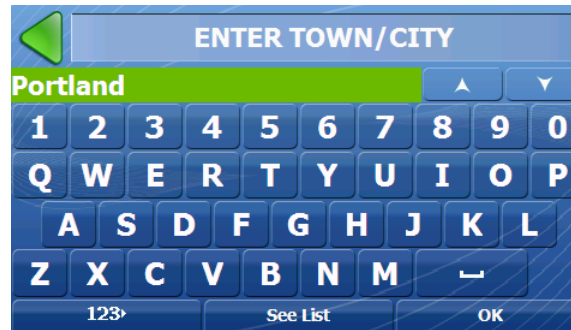 ENTER TOWN/CITY
Portland
1 2 3 4 5 6 7 8 9 0
Q W E R T Y U I O P
A S D F G H J K L
Z X C V B N M
123 See List OK